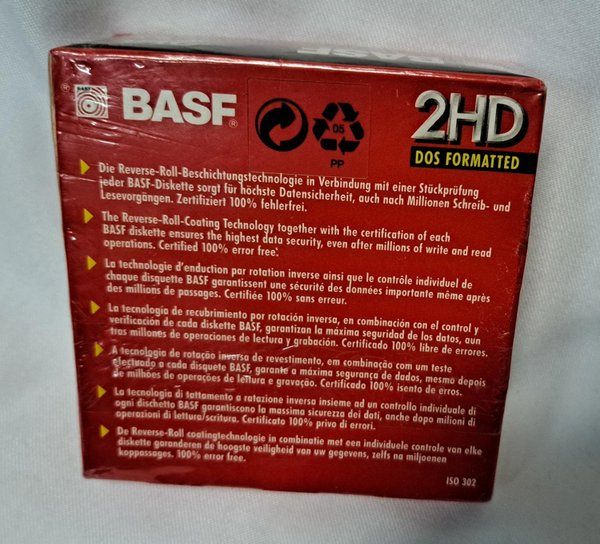 BASF
® BASF®
05
PP
2HD
DOS FORMATTED
Die Reverse-Roll-Beschichtungstechnologie in Verbindung mit einer Stückprüfung
jeder BASF-Diskette sorgt für höchste Datensicherheit, auch nach Millionen Schreib- und
Lesevorgängen. Zertifiziert 100% fehlerfrei.
The Reverse-Roll-Coating Technology together with the certification of each
BASF diskette ensures the highest data security, even after millions of write and read
operations. Certified 100% error free.
La technologie d'enduction par rotation inverse ainsi que le contrôle individuel de
chaque disquette BASF garantissent une sécurité des données importante même après
des millions de passages. Certifiée 100% sans erreur.
La tecnologia de recubrimiento por rotación inversa, en combinación con el control y
verificación de cada diskette BASF, garantizan la máxima seguridad de los datos, aun
tras millones de operaciones de lectura y grabación. Certificado 100% libre de errores.
A tecnologia de rotação inversa de revestimento, em combinação com um teste
efectuado a cada disquete BASF, garante a máxima segurança de dados, mesmo depois
de milhões de operações de leitura e gravação. Certificado 100% isento de erros.
La tecnologia di tattamento a rotazione inversa insieme ad un controllo individuale di
ogni dischetto BASF garantiscono la massima sicurezza dei dati, anche dopo milioni di
operazioni di lettura/scritura. Certificato 100% privo di errori.
De Reverse-Roll coatingtechnologie in combinatie met een individuele controle van elke
diskette garanderen de hoogste veiligheid van uw gegevens, zelfs na miljoenen
koppassages. 100% error free.
ISO 302